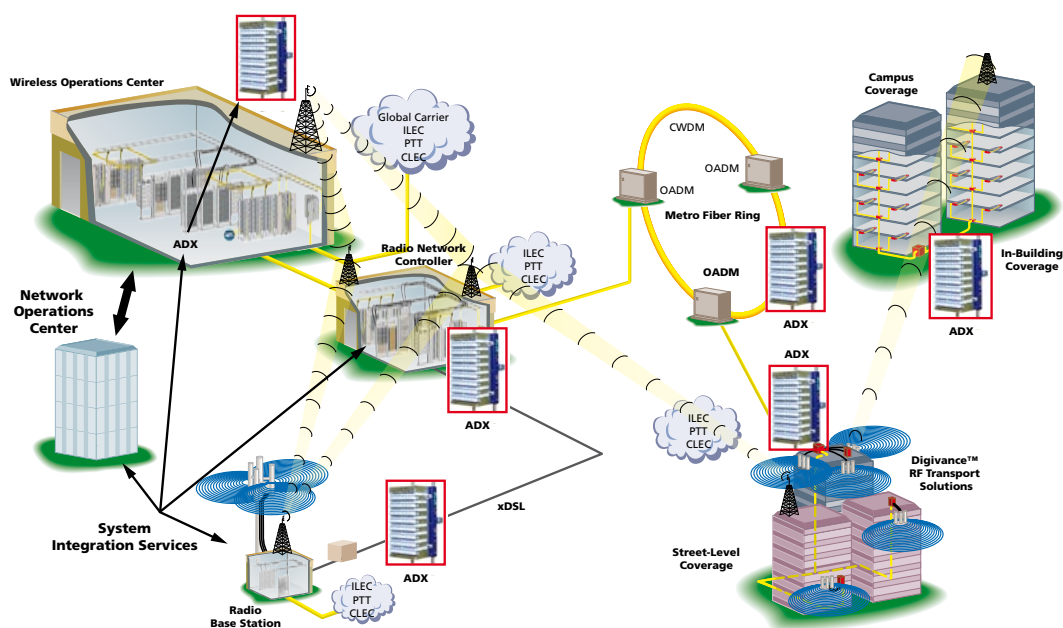 Wireless Operations Center
Global Carrier
ILEC
PTT
CLEC
CWDM
OADM
OADM
Metro Fiber Ring
Campus
Coverage
ADX
Radio Network
Controller
ILEC
PTT
CLEC
OADM
ADX
In-Building
Coverage
ADX
Network
Operations
Center
ADX
ADX
ILEC
PTT
CLEC
Digivance™
RF Transport
Solutions
System
Integration Services
xDSL
ADX
Street-Level
Coverage
ILEC
PTT
CLEC
Radio
Base Station